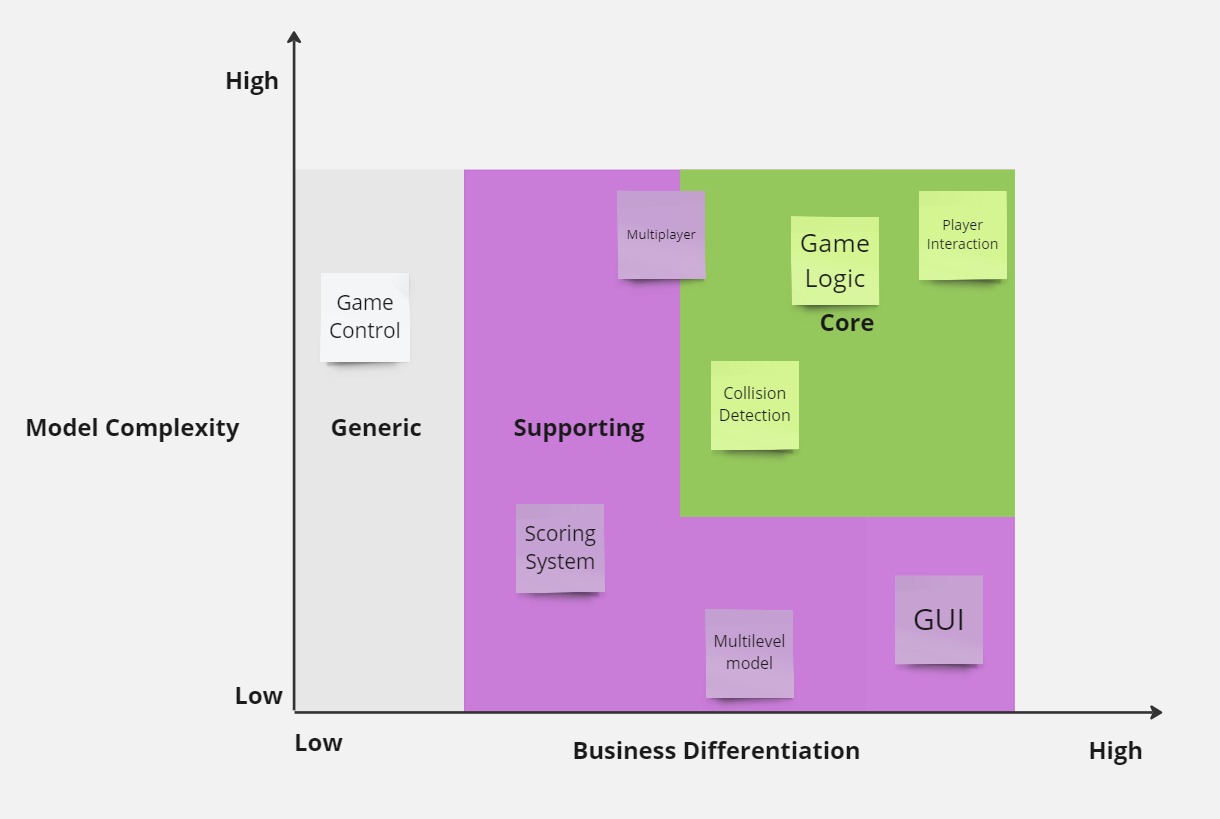 High
Multiplayer
Game
Logic
Player
Interaction
Game
Control
Core
Collision
Detection
Model Complexity
Generic
Supporting
Scoring
System
Multilevel
model
GUI
Low
Low
Business Differentiation
High